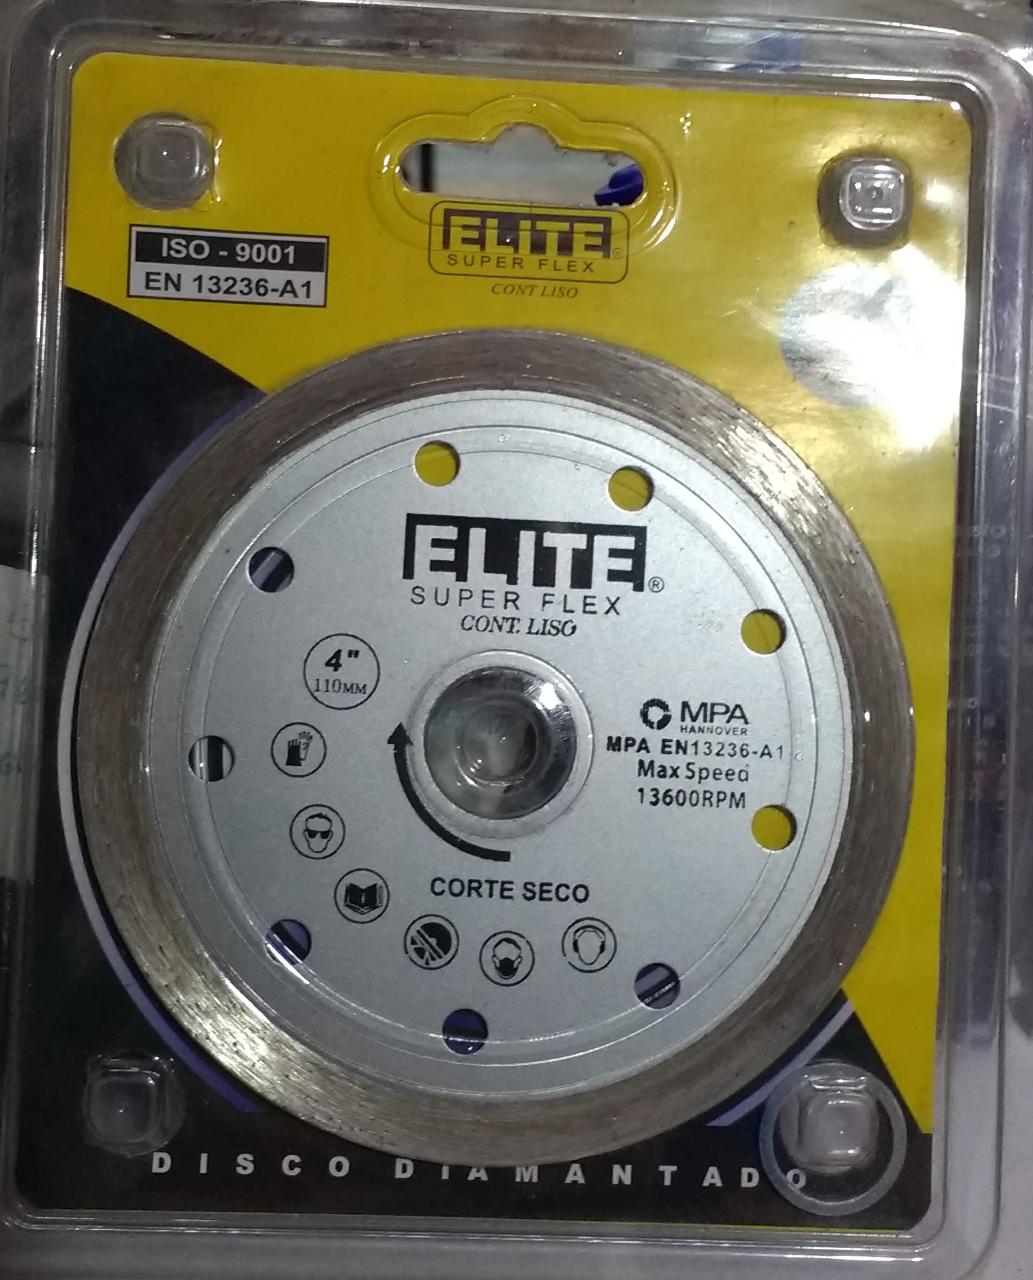 ISO - 9001
EN 13236-A1
ELITE®
SUPER FLEX
CONT LISO
ELITE®
SUPER FLEX
CONT. LISO
4"
110MM
MPA
HANNOVER
MPA EN13236-A1
Max Speed
13600RPM
CORTE SECO
DISCO DIAMANTADO